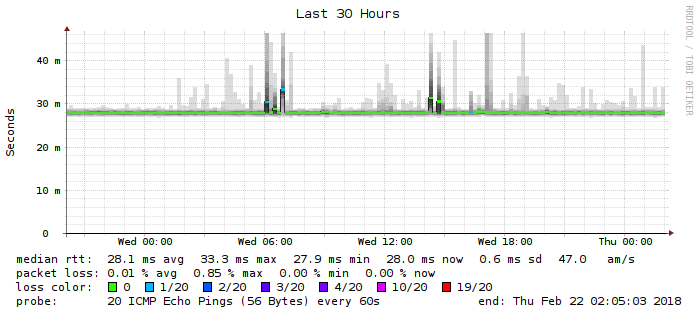 Last 30 Hours
RRDTOOL / TOBI OETIKER
Seconds
40 m
30 m
20 m
10 m
0
Wed 00:00 Wed 06:00 Wed 12:00 Wed 18:00 Thu 00:00
median rtt: 28.1 ms avg 33.3 ms max 27.9 ms min 28.0 ms now 0.6 ms sd 47.0 am/s
packet loss: 0.01 % avg 0.85 % max 0.00 % min 0.00 % now
loss color: 0 1/20 2/20 3/20 4/20 10/20 19/20
probe: 20 ICMP Echo Pings (56 Bytes) every 60s end: Thu Feb 22 02:05:03 2018